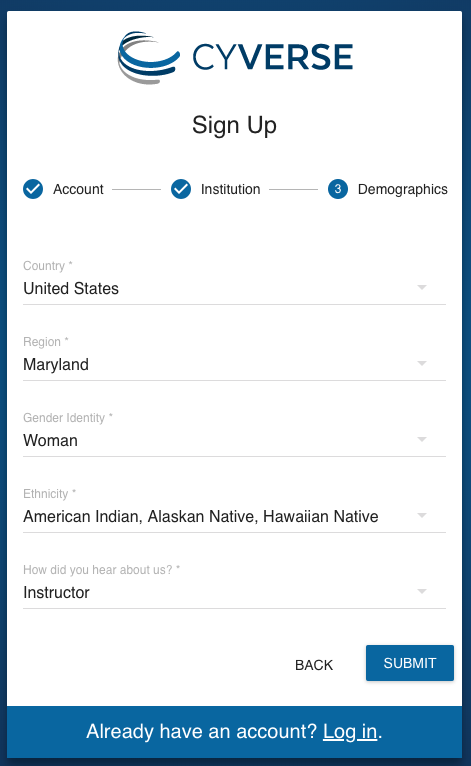 CYVERSE
Sign Up
Account Institution 3 Demographics
Country *
United States
Region *
Maryland
Gender Identity *
Woman
Ethnicity *
American Indian, Alaskan Native, Hawaiian Native
How did you hear about us? *
Instructor
BACK SUBMIT
Already have an account? Log in.